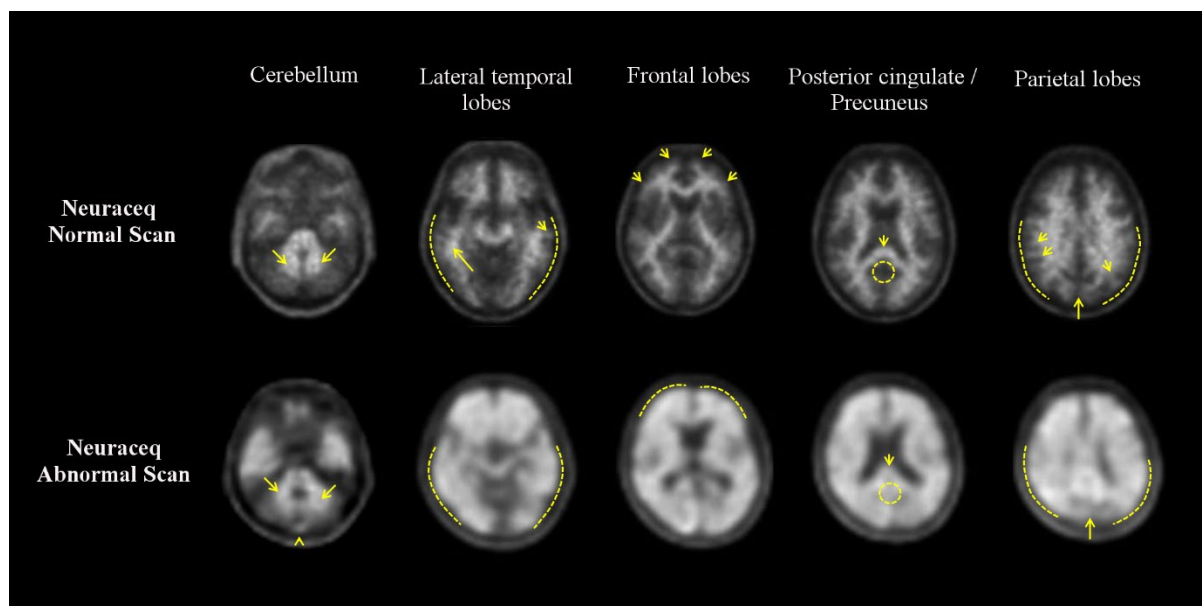 Cerebellum
Lateral temporal
lobes
Frontal lobes
Posterior cingulate /
Precuneus
Parietal lobes
Neuraceq
Normal Scan
Neuraceq
Abnormal Scan